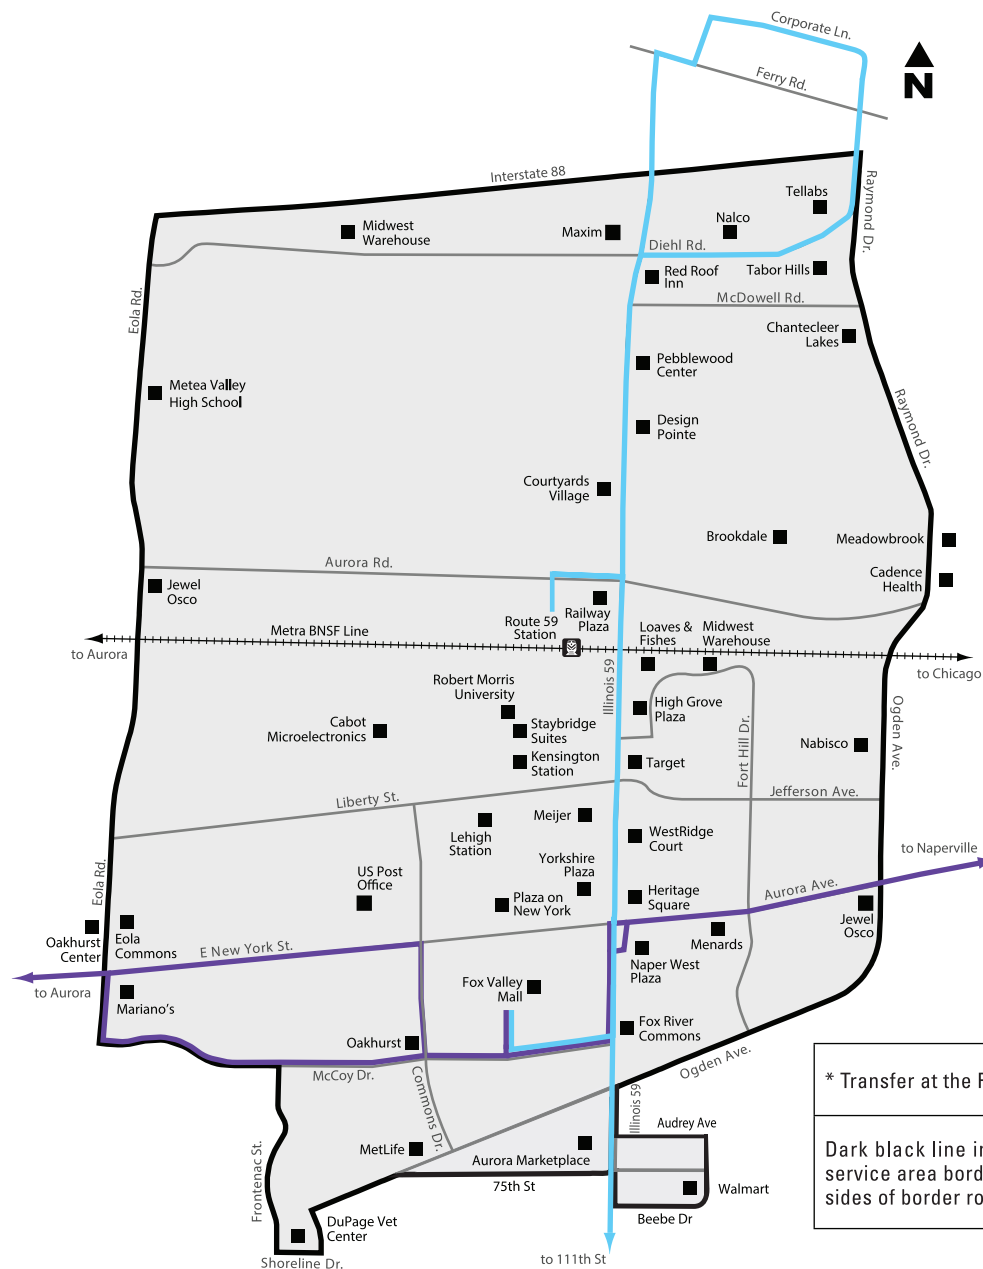 Corporate Ln.
Ferry Rd.
N
Interstate 88
Raymond Dr.
Tellabs
Nalco
Midwest
Warehouse
Maxim
Diehl Rd.
Red Roof
Inn
Tabor Hills
McDowell Rd.
Eola Rd.
Chantecleer
Lakes
Pebblewood
Center
Metea Valley
High School
Raymond Dr.
Design
Pointe
Courtyards
Village
Brookdale
Meadowbrook
Aurora Rd.
Cadence
Health
Jewel
Osco
Railway
Plaza
Route 59
Station
Loaves &
Fishes
Midwest
Warehouse
Metra BNSF Line
to Aurora
to Chicago
Illinois 59
Robert Morris
University
High Grove
Plaza
Ogden Ave.
Cabot
Microelectronics
Staybridge
Suites
Fort Hill Dr.
Nabisco
Kensington
Station
Target
Liberty St.
Jefferson Ave.
Meijer
Lehigh
Station
WestRidge
Court
to Naperville
Yorkshire
Plaza
US Post
Office
Eola Rd.
Aurora Ave.
Plaza on
New York
Heritage
Square
Jewel
Osco
Oakhurst
Center
Eola
Commons
E New York St.
Menards
Naper West
Plaza
to Aurora
Mariano's
Fox Valley
Mall
Fox River
Commons
Oakhurst
McCoy Dr.
Ogden Ave.
* Transfer at the
Commons Dr.
Illinois 59
Audrey Ave
Dark black line
service area
sides of border
Frontenac St.
MetLife
Aurora Marketplace
75th St
Walmart
Beebe Dr
DuPage Vet
Center
Shoreline Dr.
to 111th St